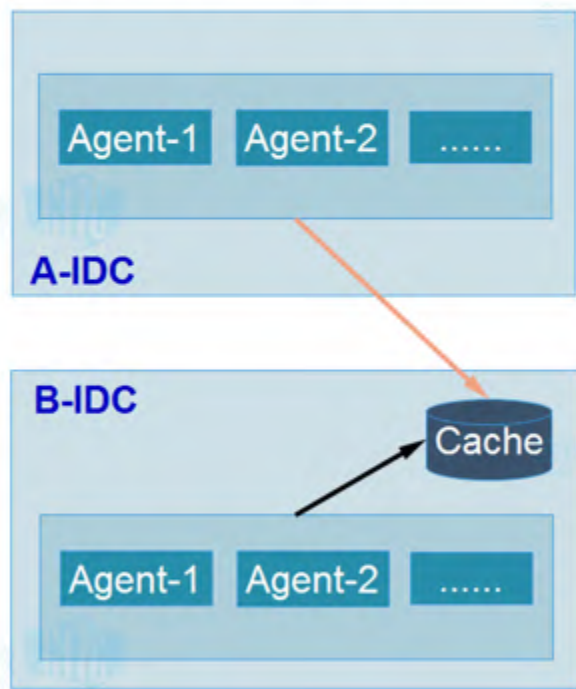 Agent-1 Agent-2 ......
A-IDC
B-IDC
Cache
Agent-1 Agent-2 ......